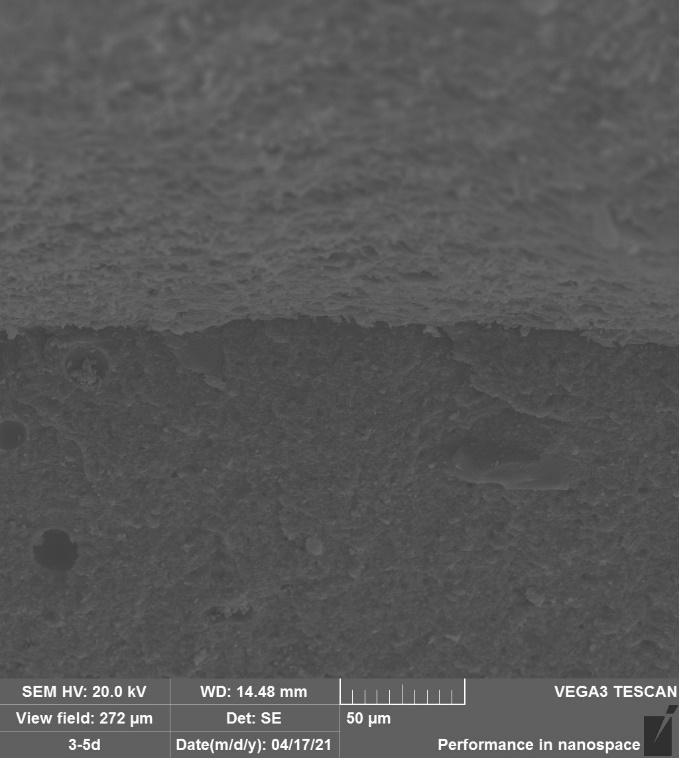 SEM HV: 20.0 kV WD: 14.48 mm VEGA3 TESCAN
View field: 272 µm Det: SE 50 µm
3-5d Date(m/d/y): 04/17/21 Performance in nanospace